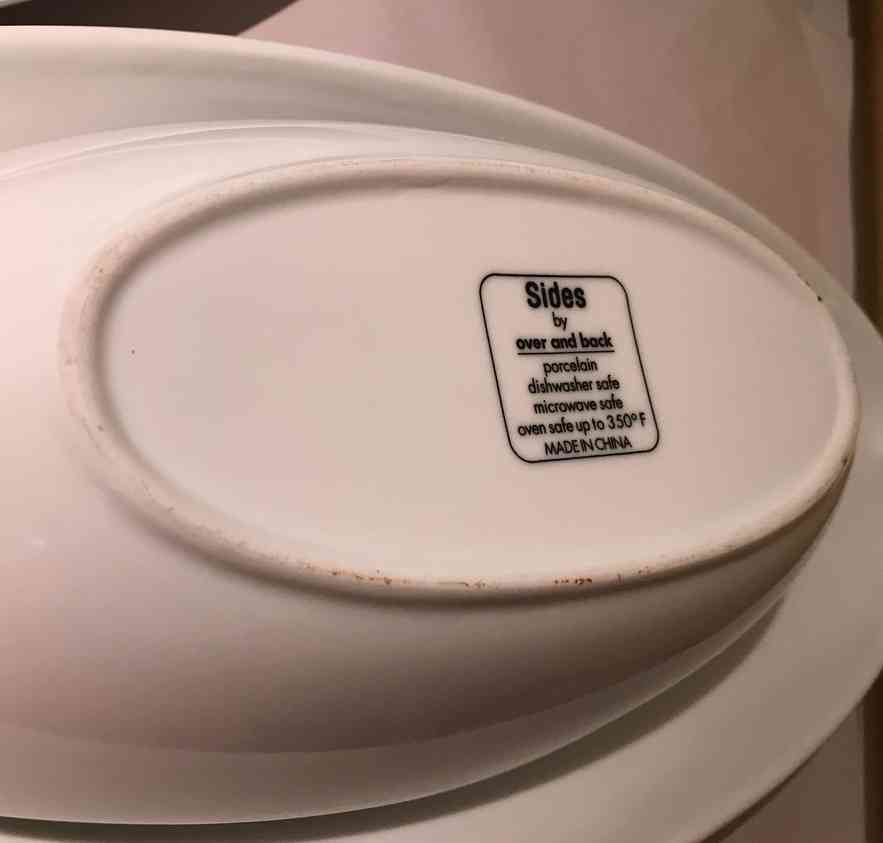 Sides
by
over and back
porcelain
dishwasher safe
microwave safe
oven safe up to 350° F
MADE IN CHINA